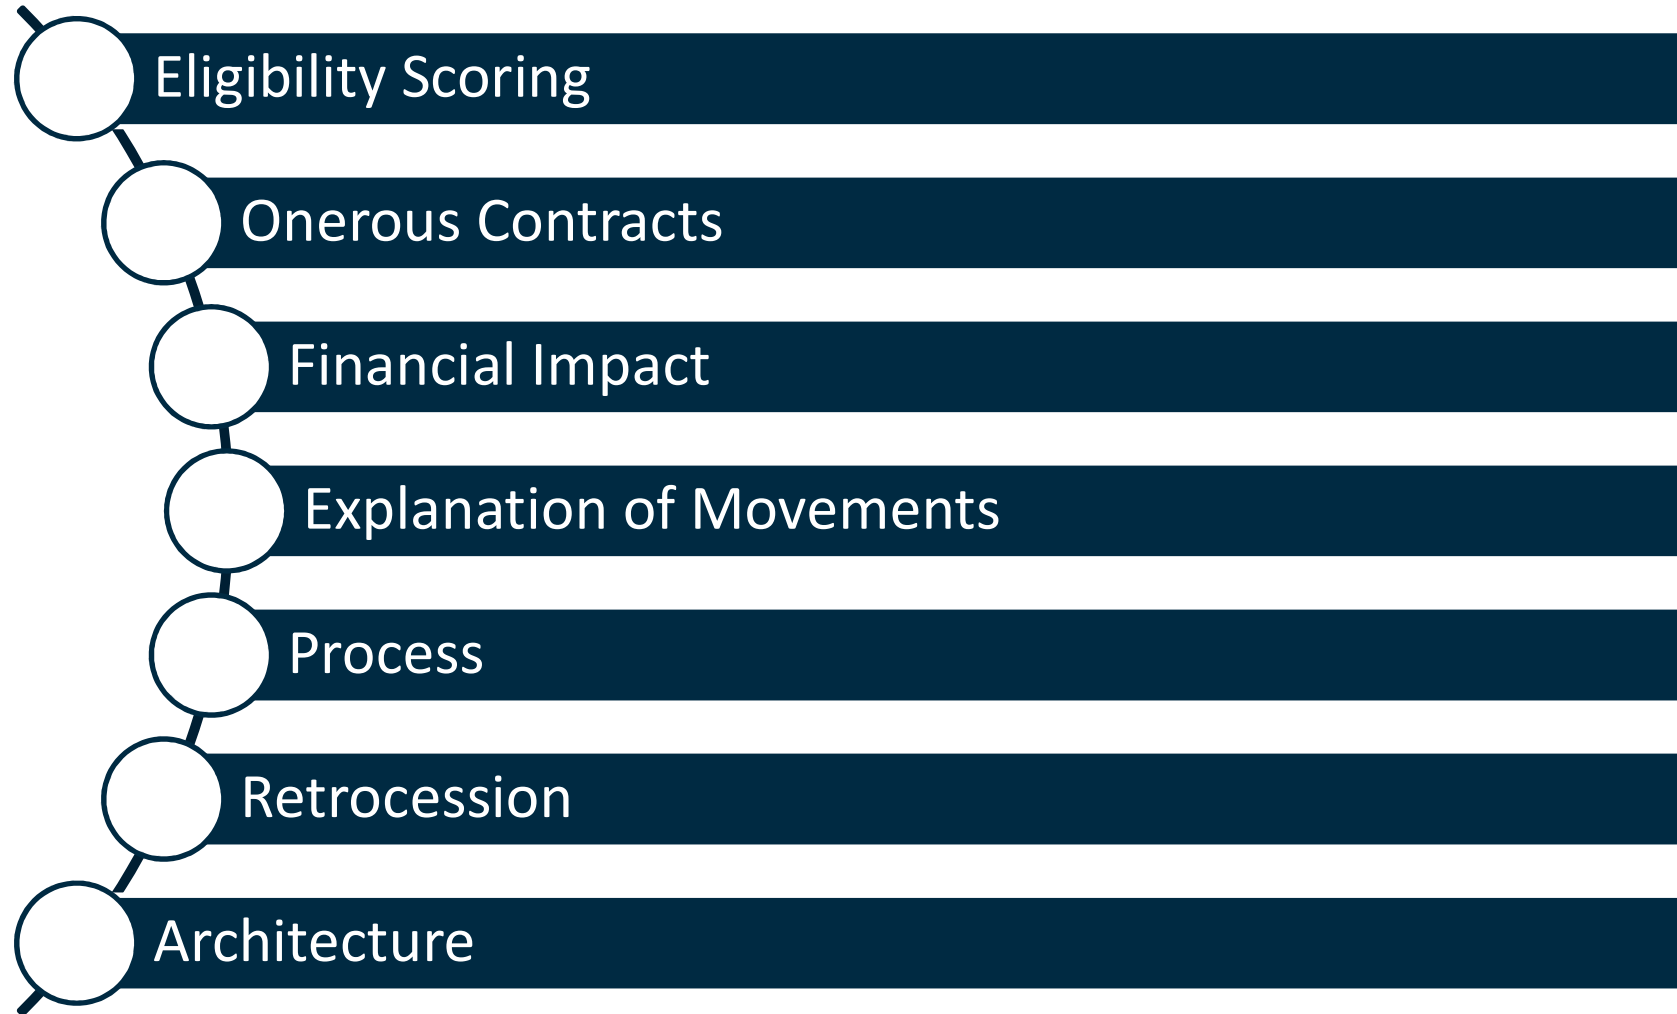 Eligibility Scoring
Onerous Contracts
Financial Impact
Explanation of Movements
Process
Retrocession
Architecture